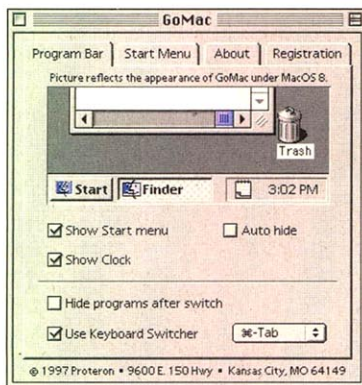 GoMac
Program Bar Start Menu About Registration
Picture reflects the appearance of GoMac under MacOS 8.
Trash
Start Finder 3:02 PM
Show Start menu Auto hide
Show Clock
Hide programs after switch
Use Keyboard Switcher ⌘-Tab
© 1997 Proteron • 9600 E. 150 Hwy • Kansas City, MO 64149